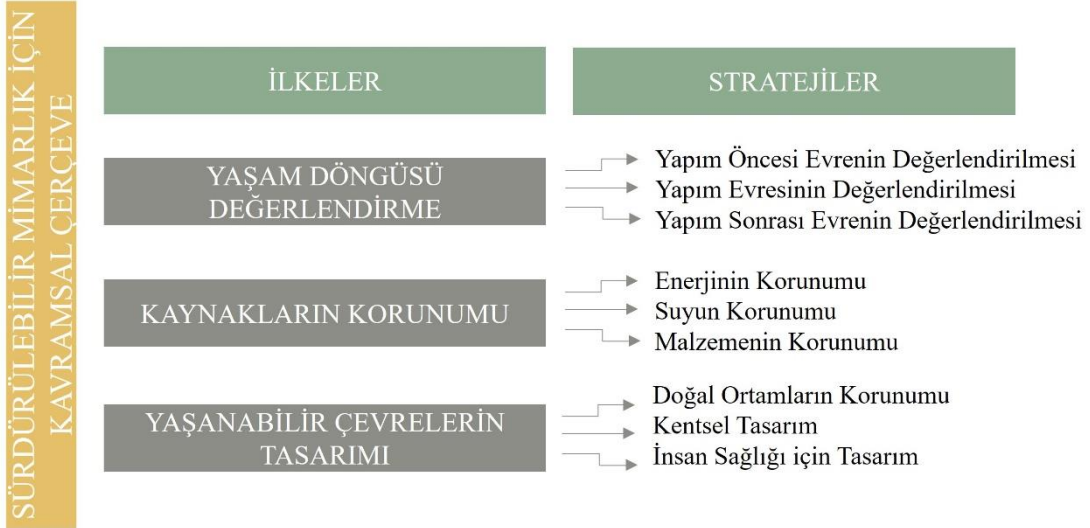 SÜRDÜRÜLEBİLİR MİMARLIK İÇİN
KAVRAMSAL ÇERÇEVE
İLKELER
STRATEJİLER
YAŞAM DÖNGÜSÜ
DEĞERLENDİRME
Yapım Öncesi Evrenin Değerlendirilmesi
Yapım Evresinin Değerlendirilmesi
Yapım Sonrası Evrenin Değerlendirilmesi
KAYNAKLARIN KORUNUMU
Enerjinin Korunumu
Suyun Korunumu
Malzemenin Korunumu
YAŞANABİLİR ÇEVRELERİN
TASARIMI
Doğal Ortamların Korunumu
Kentsel Tasarım
İnsan Sağlığı için Tasarım